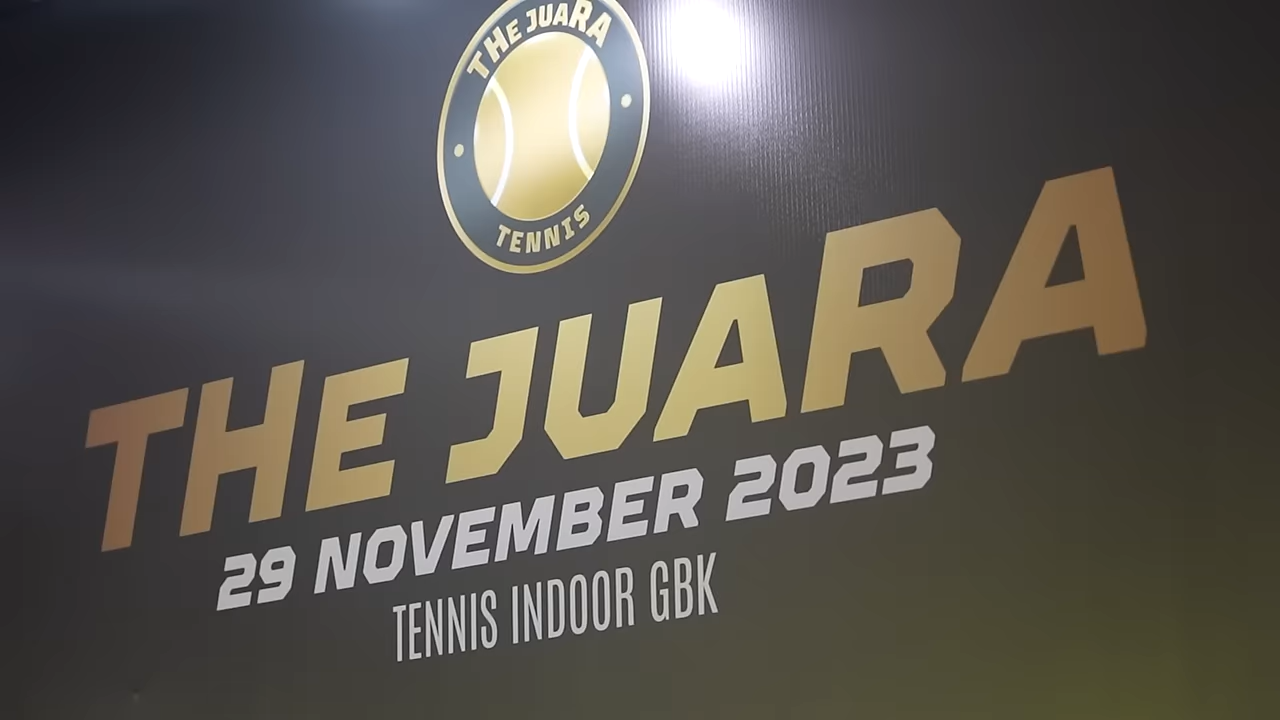 THE JUARA
TENNIS
THE JUARA
29 NOVEMBER 2023
TENNIS INDOOR GBK